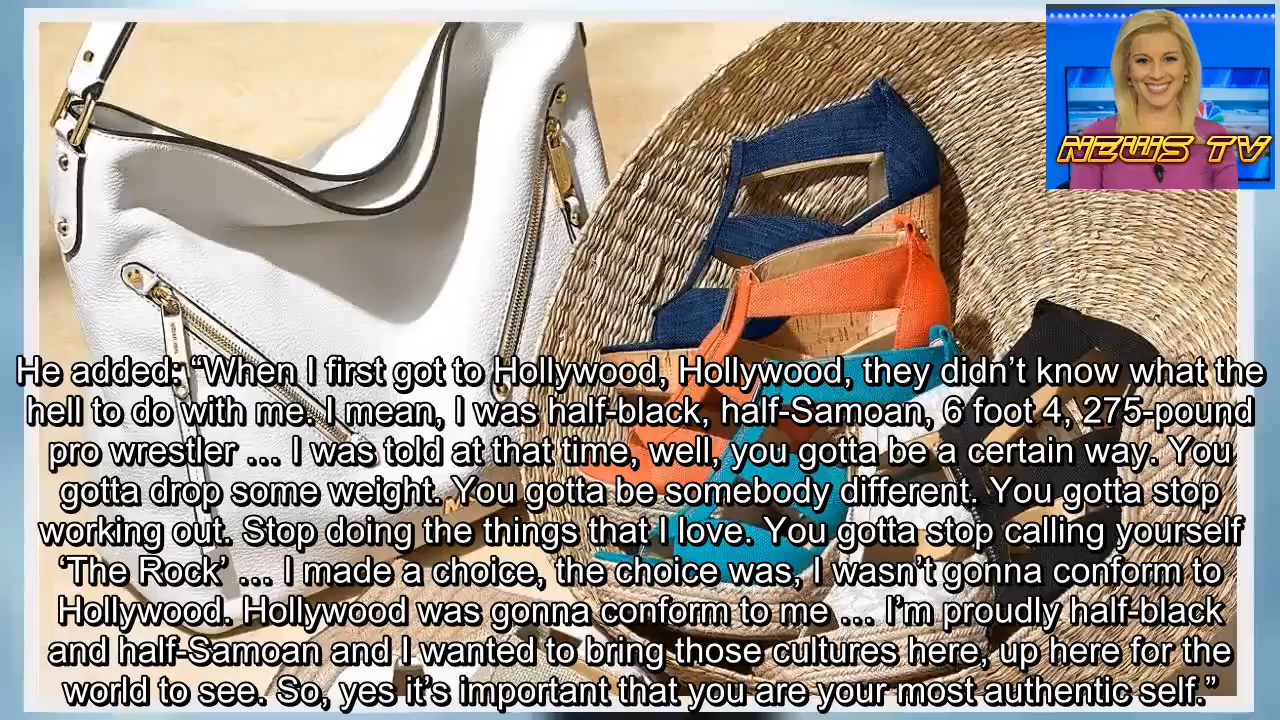 NEWS TV
He added: “When I first got to Hollywood, Hollywood, they didn’t know what the
hell to do with me. I mean, I was half-black, half-Samoan, 6 foot 4, 275-pound
pro wrestler … I was told at that time, well, you gotta be a certain way. You
gotta drop some weight. You gotta be somebody different. You gotta stop
working out. Stop doing the things that I love. You gotta stop calling yourself
‘The Rock’ … I made a choice, the choice was, I wasn’t gonna conform to
Hollywood. Hollywood was gonna conform to me … I’m proudly half-black
and half-Samoan and I wanted to bring those cultures here, up here for the
world to see. So, yes it’s important that you are your most authentic self.”